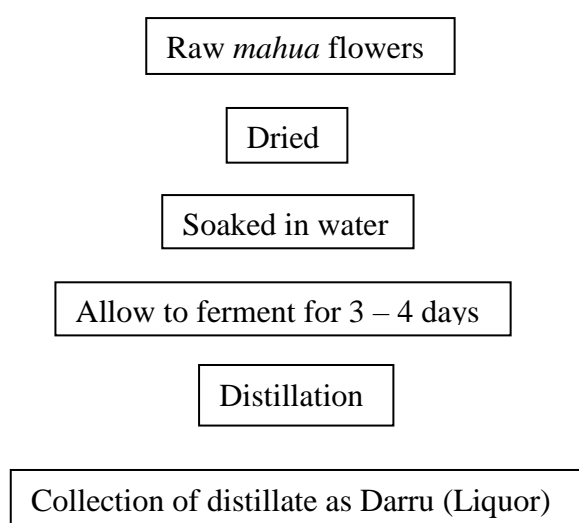 Raw mahua flowers
Dried
Soaked in water
Allow to ferment for 3 – 4 days
Distillation
Collection of distillate as Darru (Liquor)